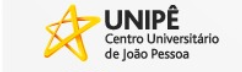 UNIPÊ
Centro Universitário
de João Pessoa